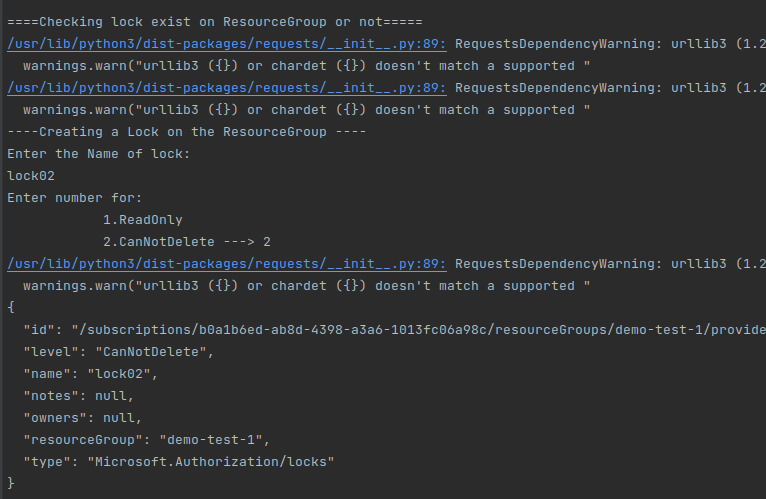 ====Checking lock exist on ResourceGroup or not=====
/usr/lib/python3/dist-packages/requests/__init__.py:89: RequestsDependencyWarning: urllib3 (1.2
warnings.warn("urllib3 ({}) or chardet ({}) doesn't match a supported "
/usr/lib/python3/dist-packages/requests/__init__.py:89: RequestsDependencyWarning: urllib3 (1.2
warnings.warn("urllib3 ({}) or chardet ({}) doesn't match a supported "
----Creating a Lock on the ResourceGroup ----
Enter the Name of lock:
lock02
Enter number for:
1.ReadOnly
2.CanNotDelete ---> 2
/usr/lib/python3/dist-packages/requests/__init__.py:89: RequestsDependencyWarning: urllib3 (1.2
warnings.warn("urllib3 ({}) or chardet ({}) doesn't match a supported "
{
"id": "/subscriptions/b0a1b6ed-ab8d-4398-a3a6-1013fc06a98c/resourceGroups/demo-test-1/provide
"level": "CanNotDelete",
"name": "lock02",
"notes": null,
"owners": null,
"resourceGroup": "demo-test-1",
"type": "Microsoft.Authorization/locks"
}